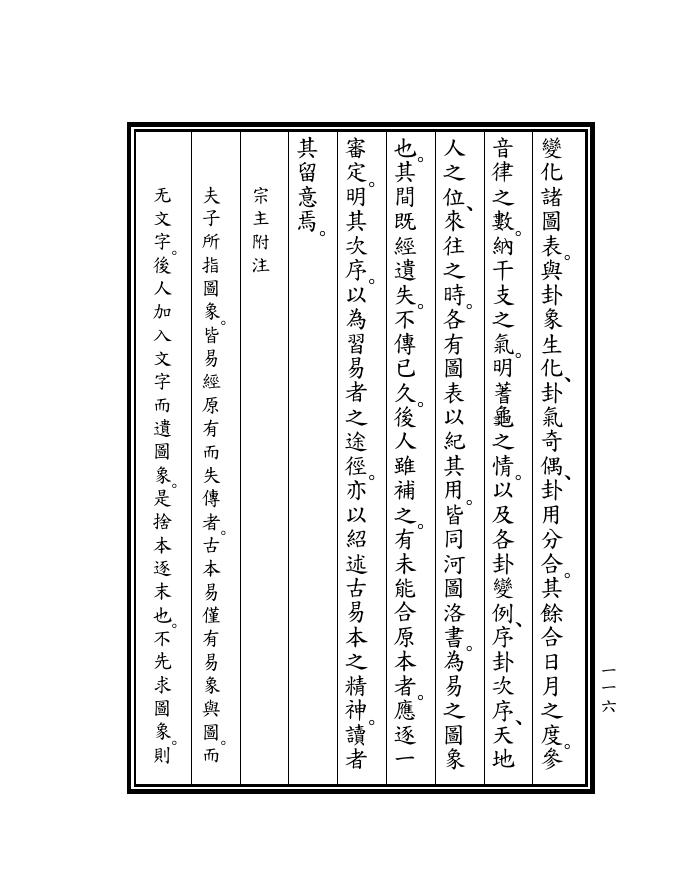 變化諸圖表。與卦象生化、卦氣奇偶、卦用分合。其餘合日月之度。參
音律之數。納干支之氣。明蓍龜之情。以及各卦變例、序卦次序、天地
人之位、來往之時。各有圖表以紀其用。皆同河圖洛書。為易之圖象
也。其間既經遺失。不傳已久。後人雖補之。有未能合原本者。應逐一
審定。明其次序。以為習易者之途徑。亦以紹述古易本之精神。讀者
其留意焉。
宗主附注
夫子所指圖象。皆易經原有而失傳者。古本易僅有易象與圖。而
无文字。後人加入文字而遺圖象。是捨本逐末也。不先求圖象。則
一一六